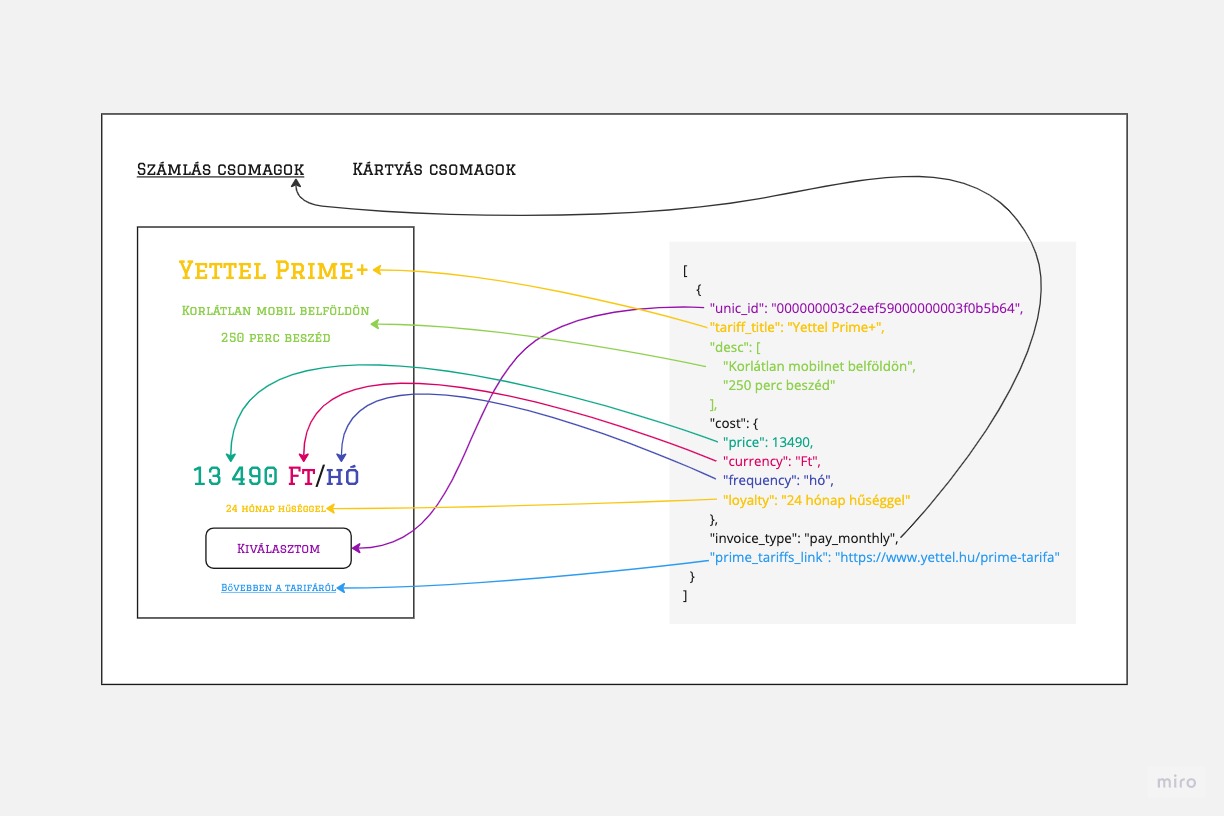 Számlás csomagok
Kártyás csomagok
Yettel Prime+
Korlátlan mobil belföldön
250 perc beszéd
13 490 Ft/hó
24 hónap hűséggel
Kiválasztom
Bővebben a tarifáról
[
{
"unic_id": "000000003c2eef59000000003f0b5b64",
"tariff_title": "Yettel Prime+",
"desc": [
"Korlátlan mobilnet belföldön",
"250 perc beszéd"
],
"cost": {
"price": 13490,
"currency": "Ft",
"frequency": "hó",
"loyalty": "24 hónap hűséggel"
},
"invoice_type": "pay_monthly",
"prime_tariffs_link": "https://www.yettel.hu/prime-tarifa"
}
]
miro